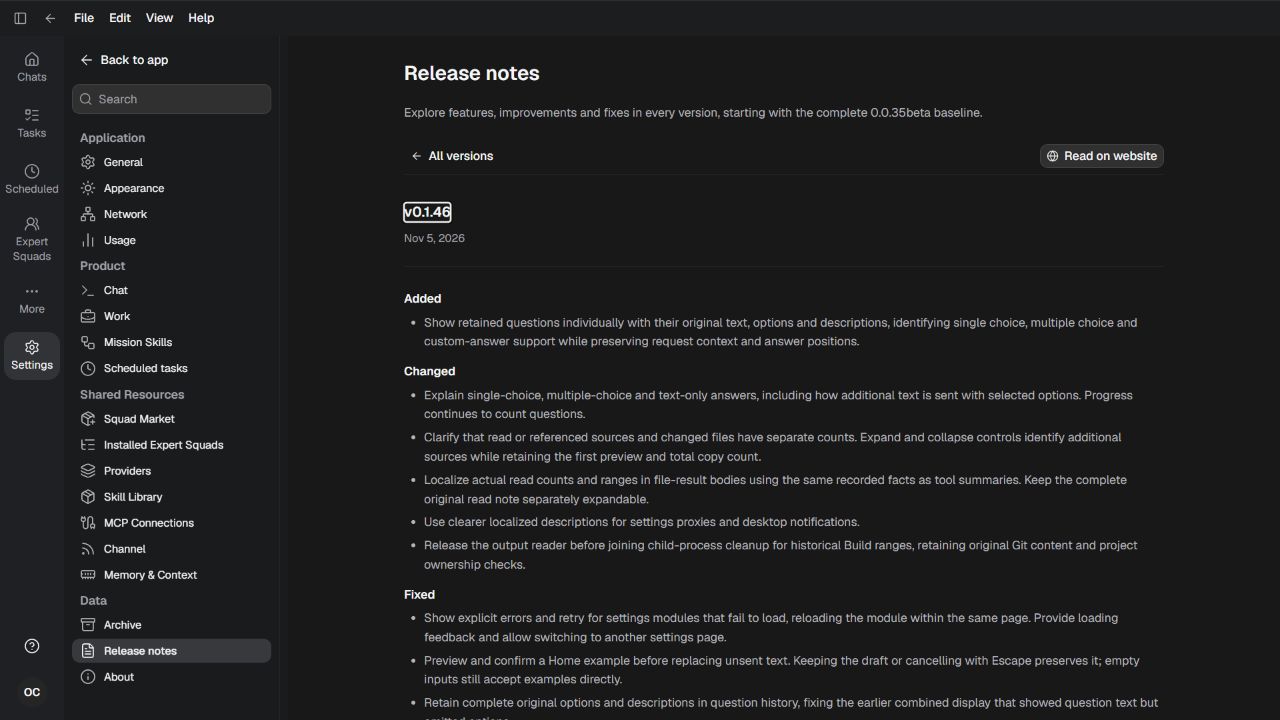 File Edit View Help
Chats
Tasks
Scheduled
Expert
Squads
More
Settings
OC
Back to app
Search
Application
General
Appearance
Network
Usage
Product
Chat
Work
Mission Skills
Scheduled tasks
Shared Resources
Squad Market
Installed Expert Squads
Providers
Skill Library
MCP Connections
Channel
Memory & Context
Data
Archive
Release notes
About
Release notes
Explore features, improvements and fixes in every version, starting with the complete 0.0.35beta baseline.
All versions
Read on website
v0.1.46
Nov 5, 2026
Added
• Show retained questions individually with their original text, options and descriptions, identifying single choice, multiple choice and
custom-answer support while preserving request context and answer positions.
Changed
• Explain single-choice, multiple-choice and text-only answers, including how additional text is sent with selected options. Progress
continues to count questions.
• Clarify that read or referenced sources and changed files have separate counts. Expand and collapse controls identify additional
sources while retaining the first preview and total copy count.
• Localize actual read counts and ranges in file-result bodies using the same recorded facts as tool summaries. Keep the complete
original read note separately expandable.
• Use clearer localized descriptions for settings proxies and desktop notifications.
• Release the output reader before joining child-process cleanup for historical Build ranges, retaining original Git content and project
ownership checks.
Fixed
• Show explicit errors and retry for settings modules that fail to load, reloading the module within the same page. Provide loading
feedback and allow switching to another settings page.
• Preview and confirm a Home example before replacing unsent text. Keeping the draft or cancelling with Escape preserves it; empty
inputs still accept examples directly.
• Retain complete original options and descriptions in question history, fixing the earlier combined display that showed question text but